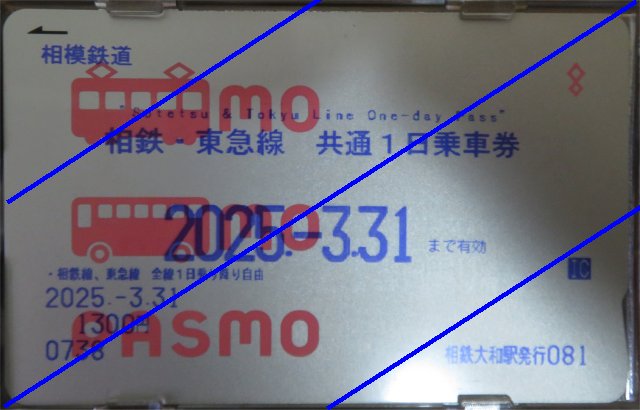 相模鉄道
mo
"Sotetsu & Tokyu Line One-day Pass"
相鉄・東急線 共通1日乗車券
2025.-3.31 まで有効
mo
・相鉄線、東急線 全線1日乗り降り自由
IC
2025.-3.31
1300円
PASMO
0738 相鉄大和駅発行081